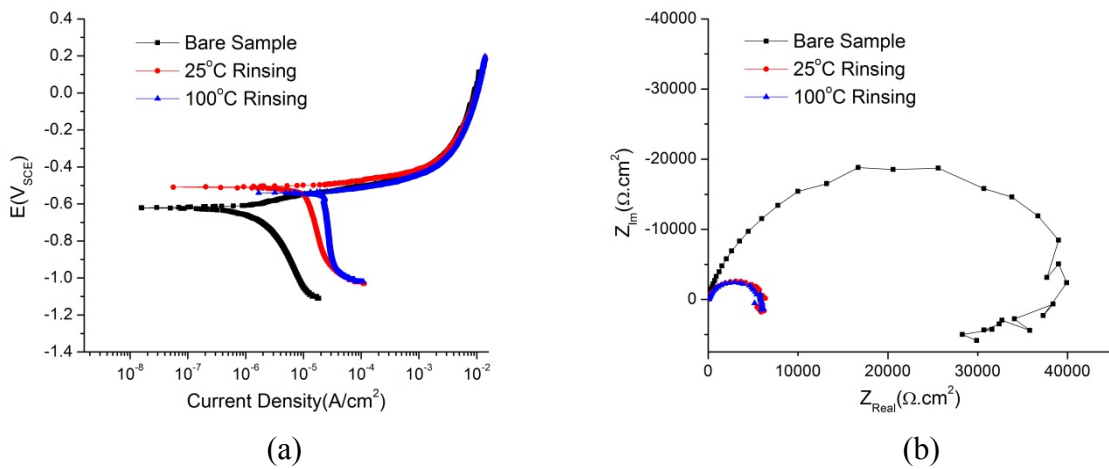 0.4
0.2
0.0
-0.2
-0.4
-0.6
-0.8
-1.0
-1.2
-1.4
E(V_SCE)
Bare Sample
25°C Rinsing
100°C Rinsing
10⁻⁸ 10⁻⁷ 10⁻⁶ 10⁻⁵ 10⁻⁴ 10⁻³ 10⁻²
Current Density(A/cm²)
(a)
-40000
-30000
-20000
-10000
0
Z_Im(Ω.cm²)
Bare Sample
25°C Rinsing
100°C Rinsing
0 10000 20000 30000 40000
Z_Real(Ω.cm²)
(b)